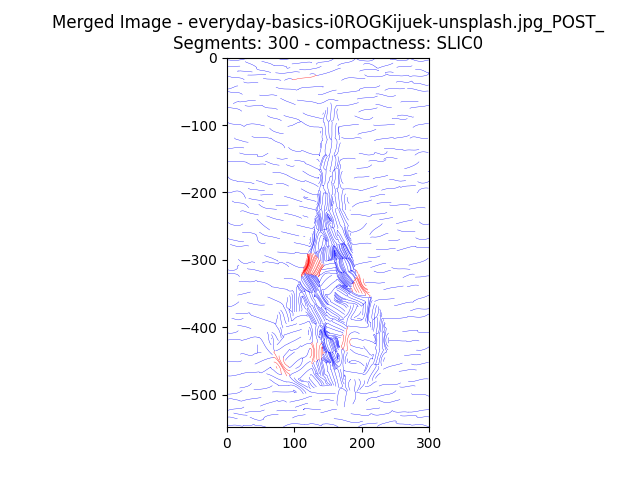 Merged Image - everyday-basics-i0ROGKijuek-unsplash.jpg_POST_
Segments: 300 - compactness: SLIC0
0
−100
−200
−300
−400
−500
0 100 200 300